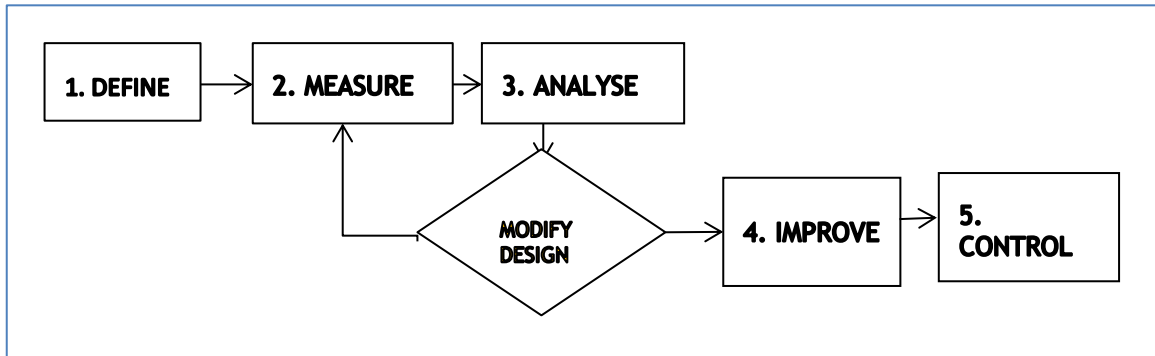 1. DEFINE
2. MEASURE
3. ANALYSE
MODIFY
DESIGN
4. IMPROVE
5.
CONTROL